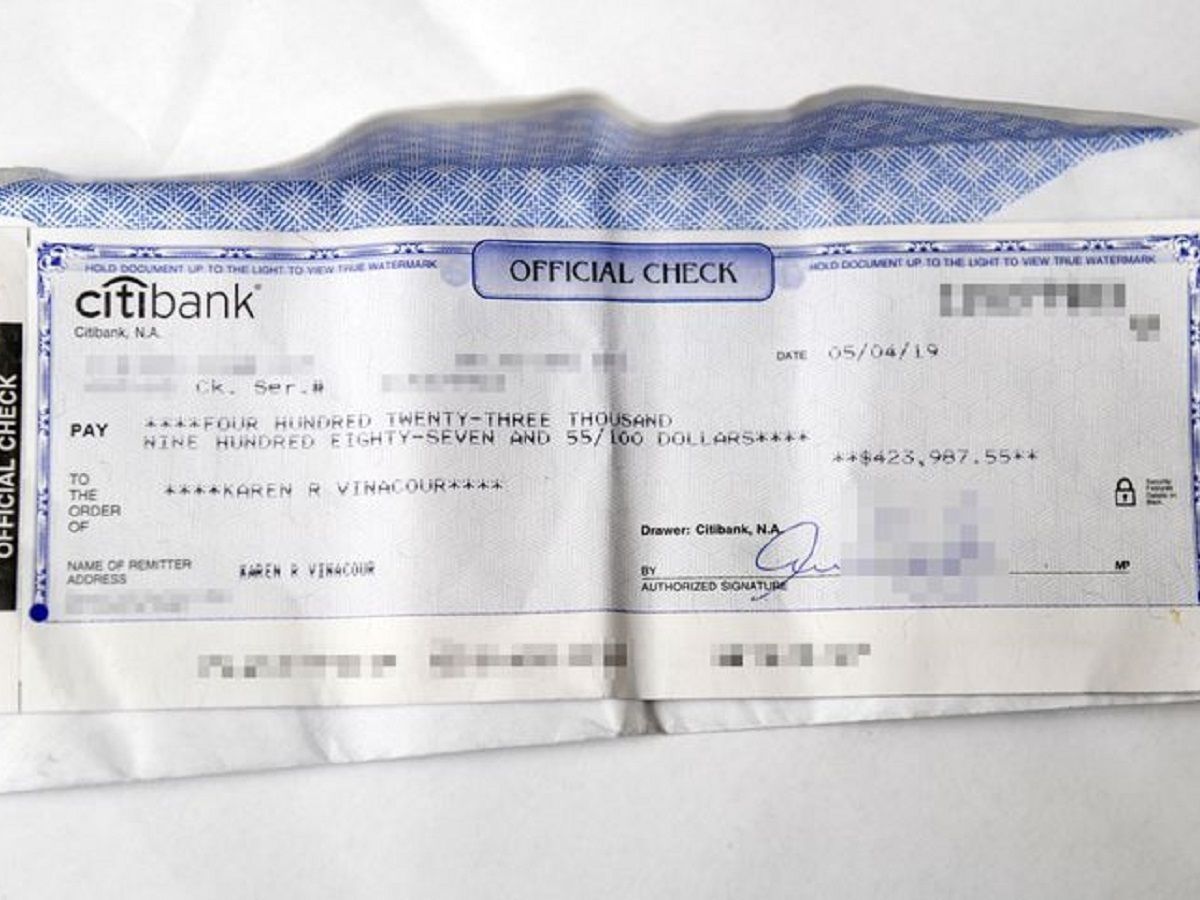 OFFICIAL CHECK
HOLD DOCUMENT UP TO THE LIGHT TO VIEW TRUE WATERMARK
OFFICIAL CHECK
HOLD DOCUMENT UP TO THE LIGHT TO VIEW TRUE WATERMARK
citibank
Citibank, N.A.
DATE 05/04/19
Ck. Ser.#
PAY ****FOUR HUNDRED TWENTY-THREE THOUSAND
NINE HUNDRED EIGHTY-SEVEN AND 55/100 DOLLARS****
**$423,987.55**
TO
THE
ORDER
OF
****KAREN R VINACOUR****
Drawer: Citibank, N.A.
BY
MP
AUTHORIZED SIGNATURE
NAME OF REMITTER
ADDRESS
KAREN R VINACOUR